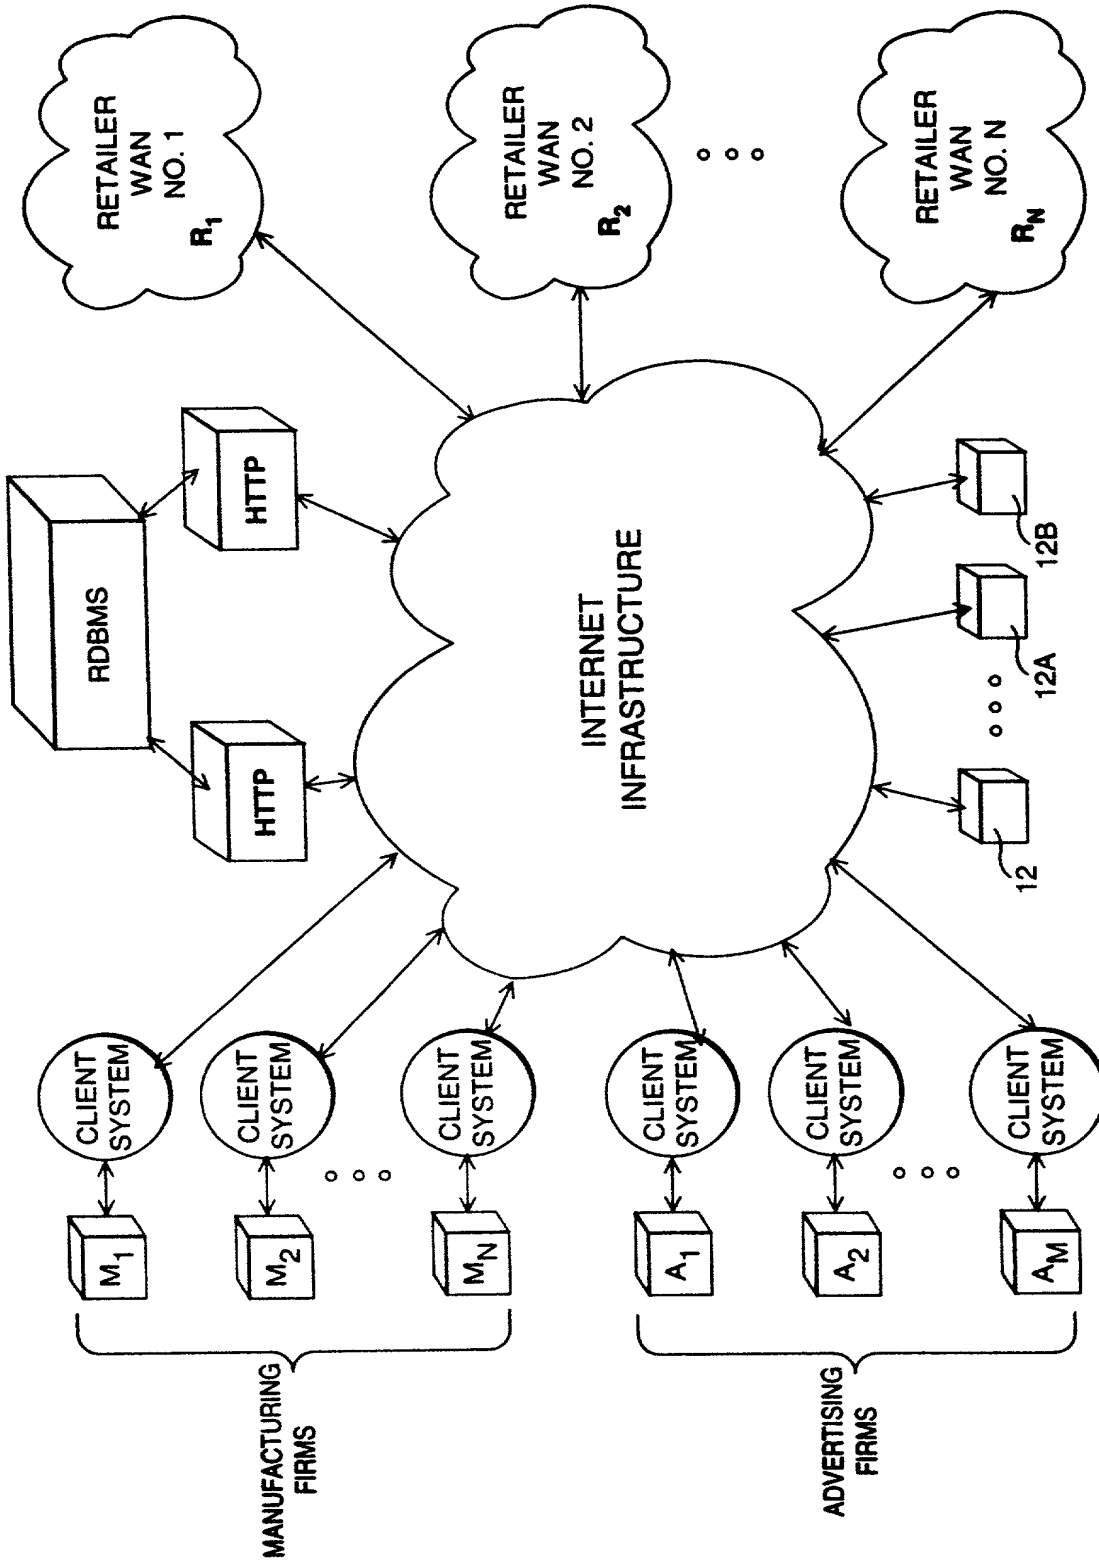 MANUFACTURING
FIRMS
M1
M2
MN
CLIENT
SYSTEM
CLIENT
SYSTEM
CLIENT
SYSTEM
ADVERTISING
FIRMS
A1
A2
AM
CLIENT
SYSTEM
CLIENT
SYSTEM
CLIENT
SYSTEM
RDBMS
HTTP
HTTP
INTERNET
INFRASTRUCTURE
12
12A
12B
RETAILER
WAN
NO. 1
R1
RETAILER
WAN
NO. 2
R2
RETAILER
WAN
NO. N
RN